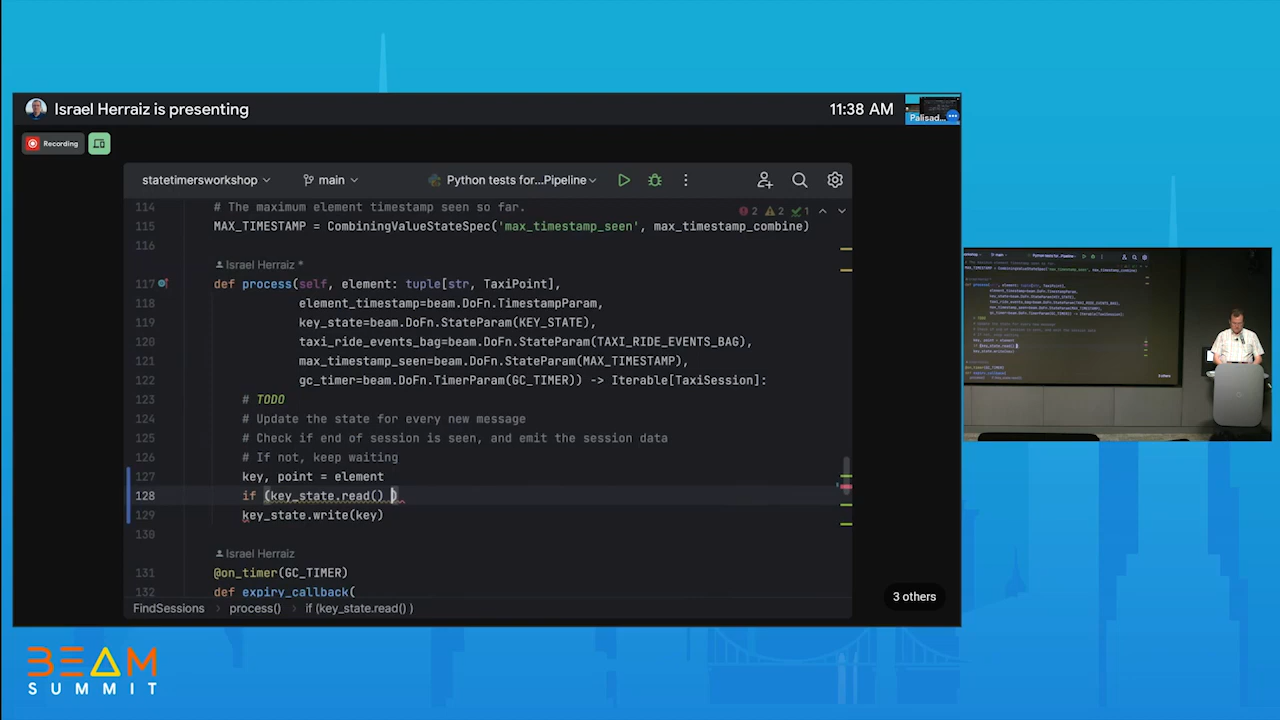 Israel Herraiz is presenting
11:38 AM
Palisad...
Recording
statetimersworkshop
main
Python tests for...Pipeline
114 # The maximum element timestamp seen so far.
2 2 1
115 MAX_TIMESTAMP = CombiningValueStateSpec('max_timestamp_seen', max_timestamp_combine)
116
Israel Herraiz *
117 def process(self, element: tuple[str, TaxiPoint],
118 element_timestamp=beam.DoFn.TimestampParam,
119 key_state=beam.DoFn.StateParam(KEY_STATE),
120 taxi_ride_events_bag=beam.DoFn.StateParam(TAXI_RIDE_EVENTS_BAG),
121 max_timestamp_seen=beam.DoFn.StateParam(MAX_TIMESTAMP),
122 gc_timer=beam.DoFn.TimerParam(GC_TIMER)) -> Iterable[TaxiSession]:
123 # TODO
124 # Update the state for every new message
125 # Check if end of session is seen, and emit the session data
126 # If not, keep waiting
127 key, point = element
128 if (key_state.read() )
129 key_state.write(key)
130
Israel Herraiz
131 @on_timer(GC_TIMER)
132 def expiry_callback(
FindSessions > process() > if (key_state.read() )
3 others
BEAM
SUMMIT